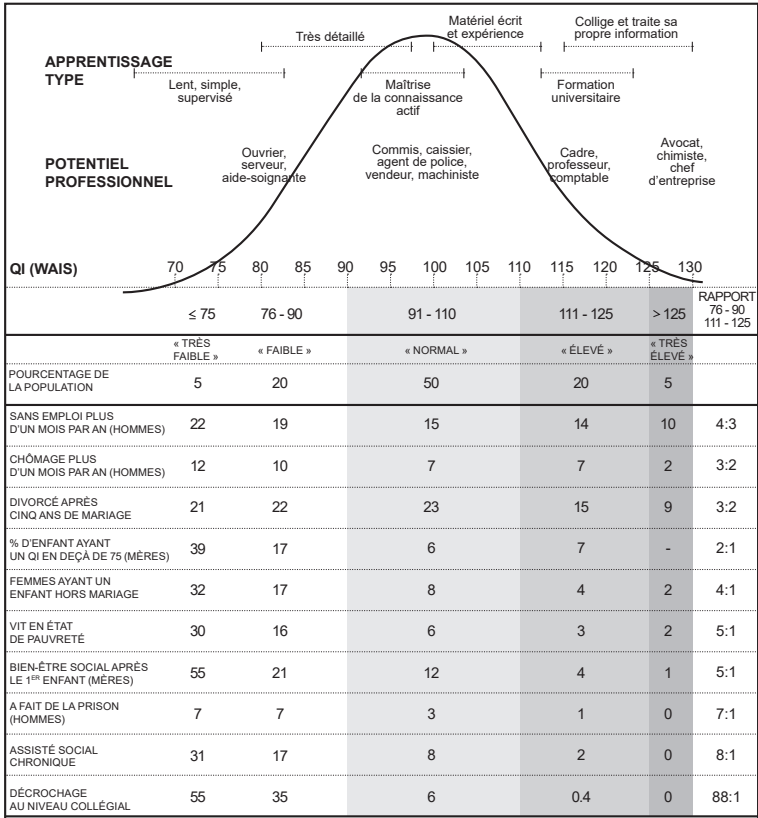 Matériel écrit
et expérience
Collige et traite sa
propre information
Très détaillé
APPRENTISSAGE
TYPE
Lent, simple,
supervisé
Maîtrise
de la connaissance
actif
Formation
universitaire
POTENTIEL
PROFESSIONNEL
Ouvrier,
serveur,
aide-soignante
Commis, caissier,
agent de police,
vendeur, machiniste
Cadre,
professeur,
comptable
Avocat,
chimiste,
chef
d'entreprise
QI (WAIS) 70 75 80 85 90 95 100 105 110 115 120 125 130
≤ 75 76 - 90 91 - 110 111 - 125 > 125
RAPPORT
76 - 90
111 - 125
« TRÈS
FAIBLE »
« FAIBLE »
« NORMAL »
« ÉLEVÉ »
« TRÈS
ÉLEVÉ »
POURCENTAGE DE
LA POPULATION
5 20 50 20 5
SANS EMPLOI PLUS
D'UN MOIS PAR AN (HOMMES)
22 19 15 14 10 4:3
CHÔMAGE PLUS
D'UN MOIS PAR AN (HOMMES)
12 10 7 7 2 3:2
DIVORCÉ APRÈS
CINQ ANS DE MARIAGE
21 22 23 15 9 3:2
% D'ENFANT AYANT
UN QI EN DEÇÀ DE 75 (MÈRES)
39 17 6 7 - 2:1
FEMMES AYANT UN
ENFANT HORS MARIAGE
32 17 8 4 2 4:1
VIT EN ÉTAT
DE PAUVRETÉ
30 16 6 3 2 5:1
BIEN-ÊTRE SOCIAL APRÈS
LE 1ER ENFANT (MÈRES)
55 21 12 4 1 5:1
A FAIT DE LA PRISON
(HOMMES)
7 7 3 1 0 7:1
ASSISTÉ SOCIAL
CHRONIQUE
31 17 8 2 0 8:1
DÉCROCHAGE
AU NIVEAU COLLÉGIAL
55 35 6 0.4 0 88:1